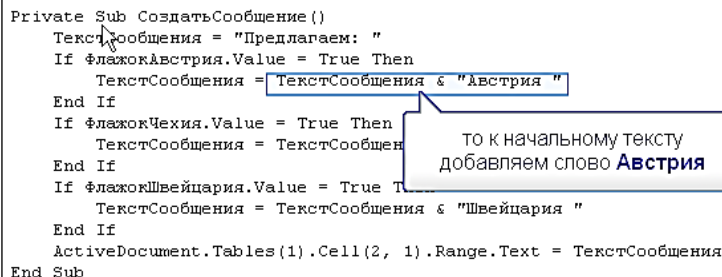 Private Sub СоздатьСообщение()
ТекстСообщения = "Предлагаем: "
If ФлажокАвстрия.Value = True Then
ТекстСообщения = ТекстСообщения & "Австрия "
End If
If ФлажокЧехия.Value = True Then
ТекстСообщения = ТекстСообщен
то к начальному тексту
добавляем слово Австрия
End If
If ФлажокШвейцария.Value = True Then
ТекстСообщения = ТекстСообщения & "Швейцария "
End If
ActiveDocument.Tables(1).Cell(2, 1).Range.Text = ТекстСообщения
End Sub